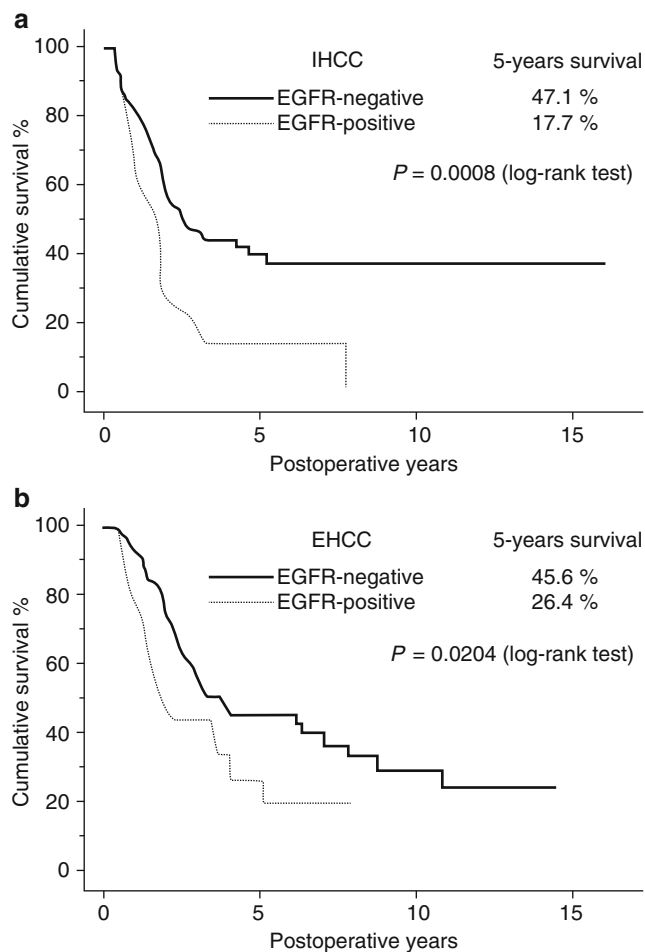 a
IHCC 5-years survival
EGFR-negative 47.1 %
EGFR-positive 17.7 %
P = 0.0008 (log-rank test)
Cumulative survival %
100
80
60
40
20
0
0 5 10 15
Postoperative years
b
EHCC 5-years survival
EGFR-negative 45.6 %
EGFR-positive 26.4 %
P = 0.0204 (log-rank test)
Cumulative survival %
100
80
60
40
20
0
0 5 10 15
Postoperative years